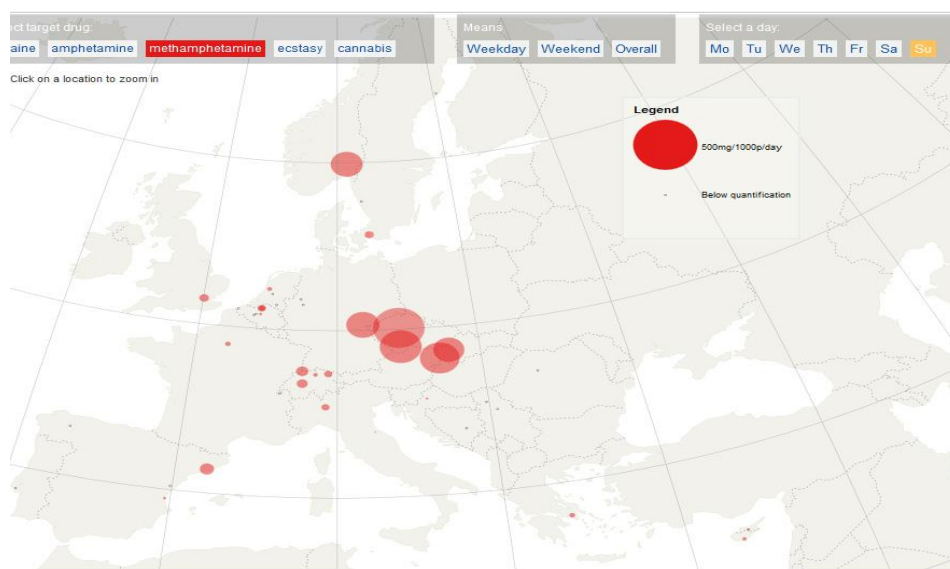 ct target drug:
aine amphetamine methamphetamine ecstasy cannabis
Means
Weekday Weekend Overall
Select a day:
Mo Tu We Th Fr Sa Su
Click on a location to zoom in
Legend
500mg/1000p/day
Below quantification